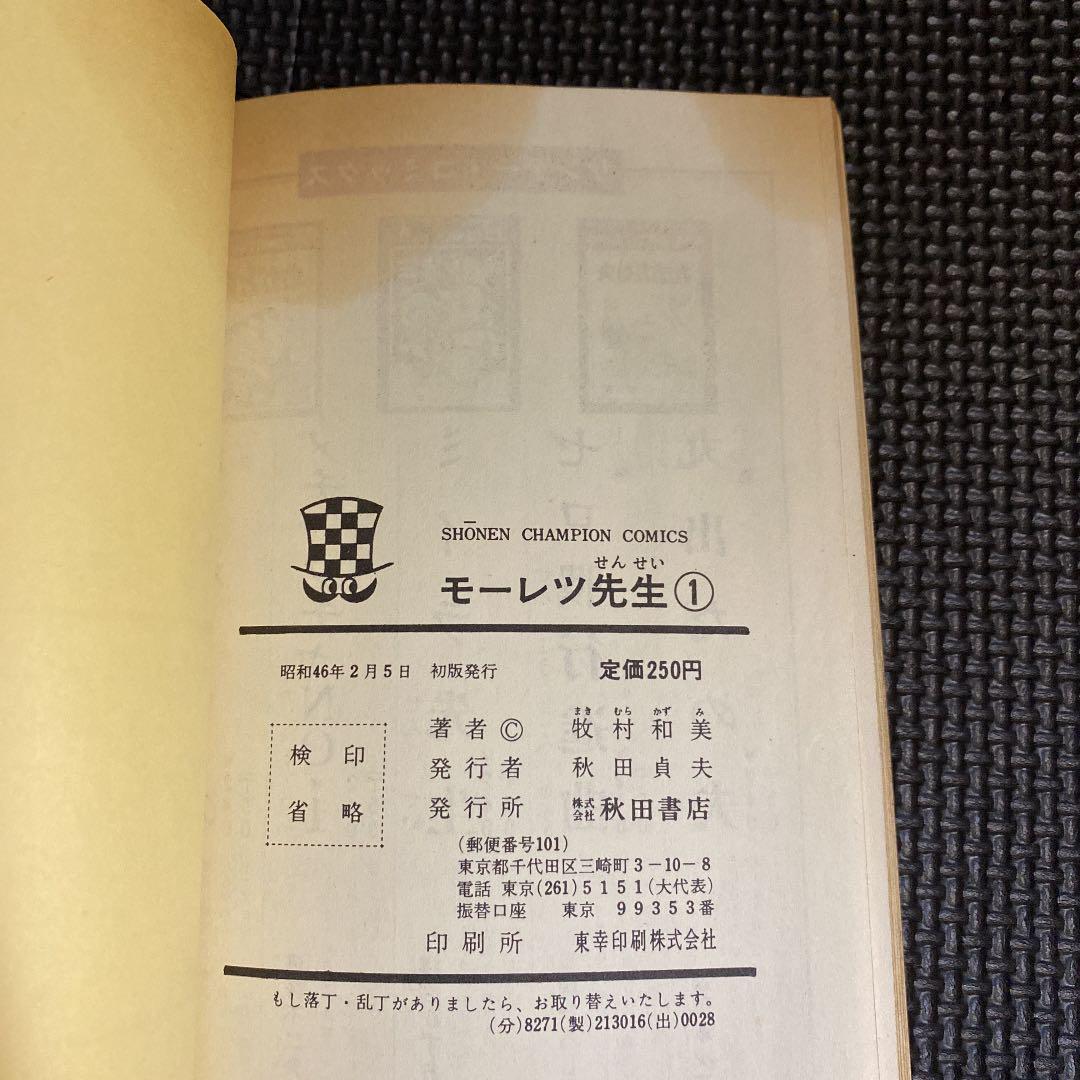 SHŌNEN CHAMPION COMICS
せんせい
モーレツ先生①
昭和46年2月5日 初版発行 定価250円
検印
省略
まき むら かず み
著者© 牧村和美
発行者 秋田貞夫
発行所 株式会社 秋田書店
(郵便番号101)
東京都千代田区三崎町3-10-8
電話 東京(261)5151(大代表)
振替口座 東京 99353番
印刷所 東幸印刷株式会社
もし落丁・乱丁がありましたら、お取り替えいたします。
(分)8271(製)213016(出)0028